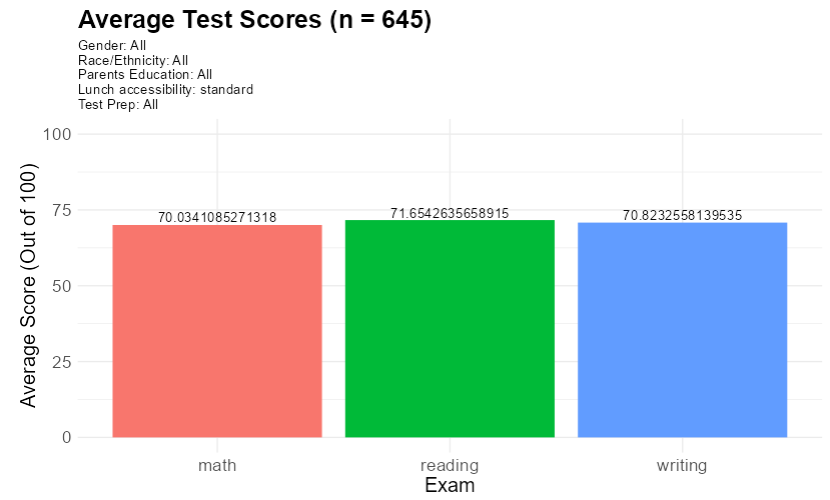 Average Test Scores (n = 645)
Gender: All
Race/Ethnicity: All
Parents Education: All
Lunch accessibility: standard
Test Prep: All
Average Score (Out of 100)
100
75
50
25
0
70.0341085271318
71.6542635658915
70.8232558139535
math
reading
writing
Exam